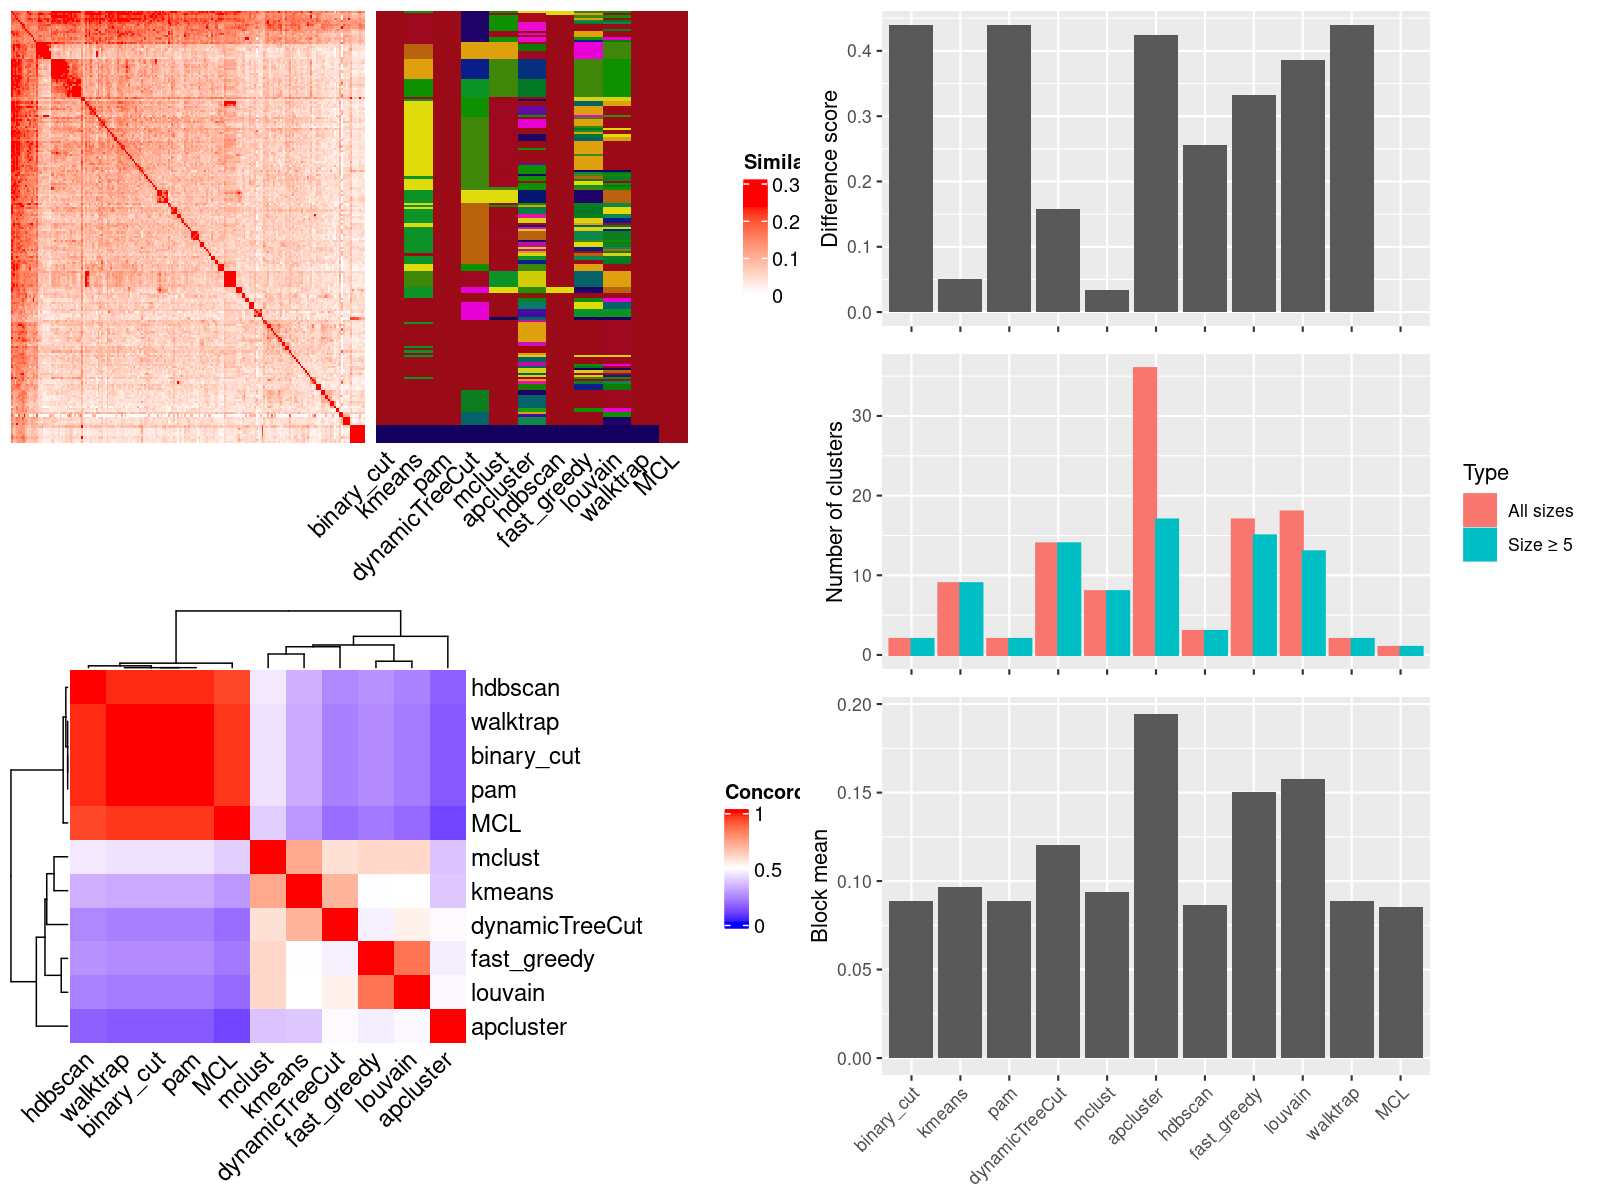 Simila
0.3
0.2
0.1
0
binary_cut
kmeans
pam
dynamicTreeCut
mclust
apcluster
hdbscan
fast_greedy
louvain
walktrap
MCL
hdbscan
walktrap
binary_cut
pam
MCL
mclust
kmeans
dynamicTreeCut
fast_greedy
louvain
apcluster
hdbscan
walktrap
binary_cut
pam
MCL
mclust
kmeans
dynamicTreeCut
fast_greedy
louvain
apcluster
Concord
1
0.5
0
Difference score
0.4
0.3
0.2
0.1
0.0
Number of clusters
30
20
10
0
Type
All sizes
Size ≥ 5
Block mean
0.20
0.15
0.10
0.05
0.00
binary_cut
kmeans
pam
dynamicTreeCut
mclust
apcluster
hdbscan
fast_greedy
louvain
walktrap
MCL